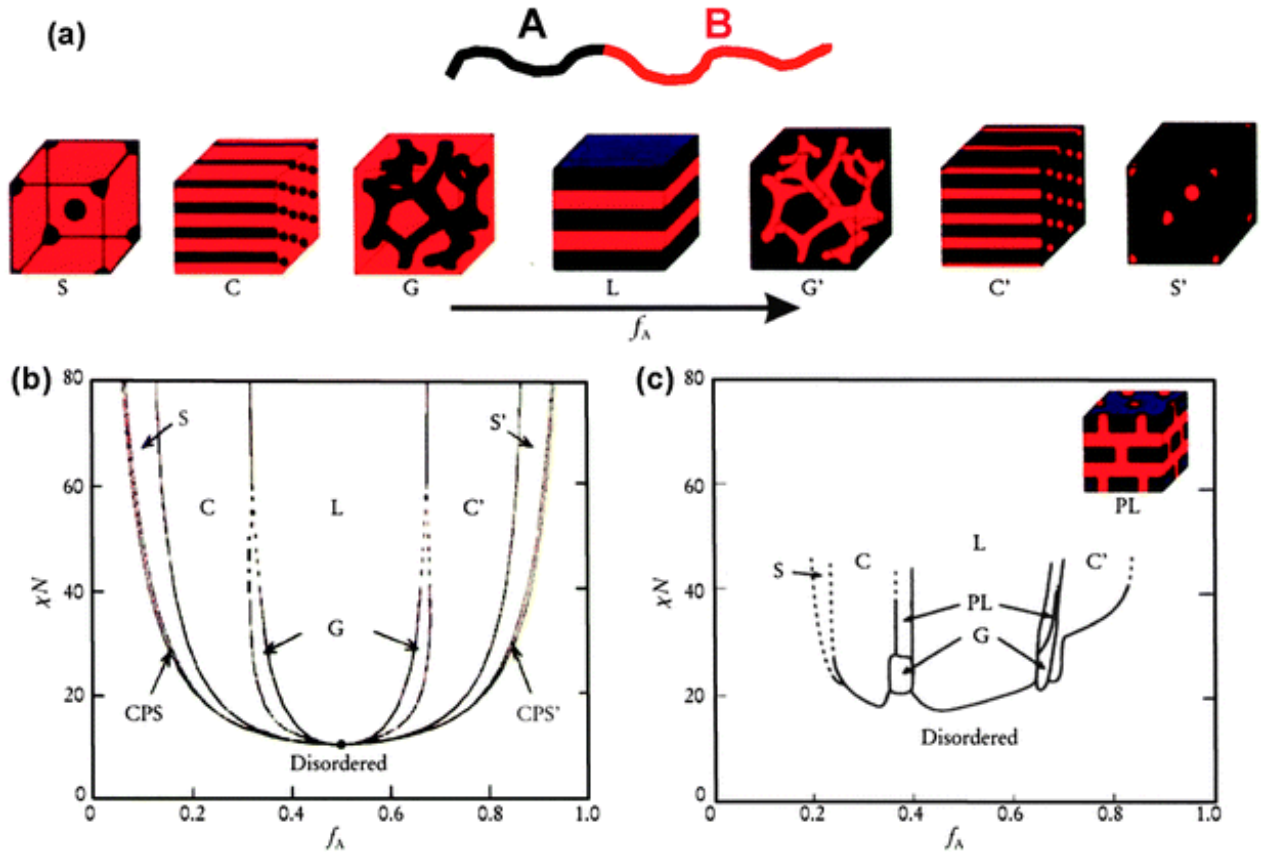 (a)
A B
S C G L G' C' S'
fA
(b)
80
60
40
20
0
χN
S
C
L
S'
C'
G
CPS
CPS'
Disordered
0 0.2 0.4 0.6 0.8 1.0
fA
(c)
80
60
40
20
0
χN
PL
L
S
C
C'
PL
G
Disordered
0 0.2 0.4 0.6 0.8 1.0
fA